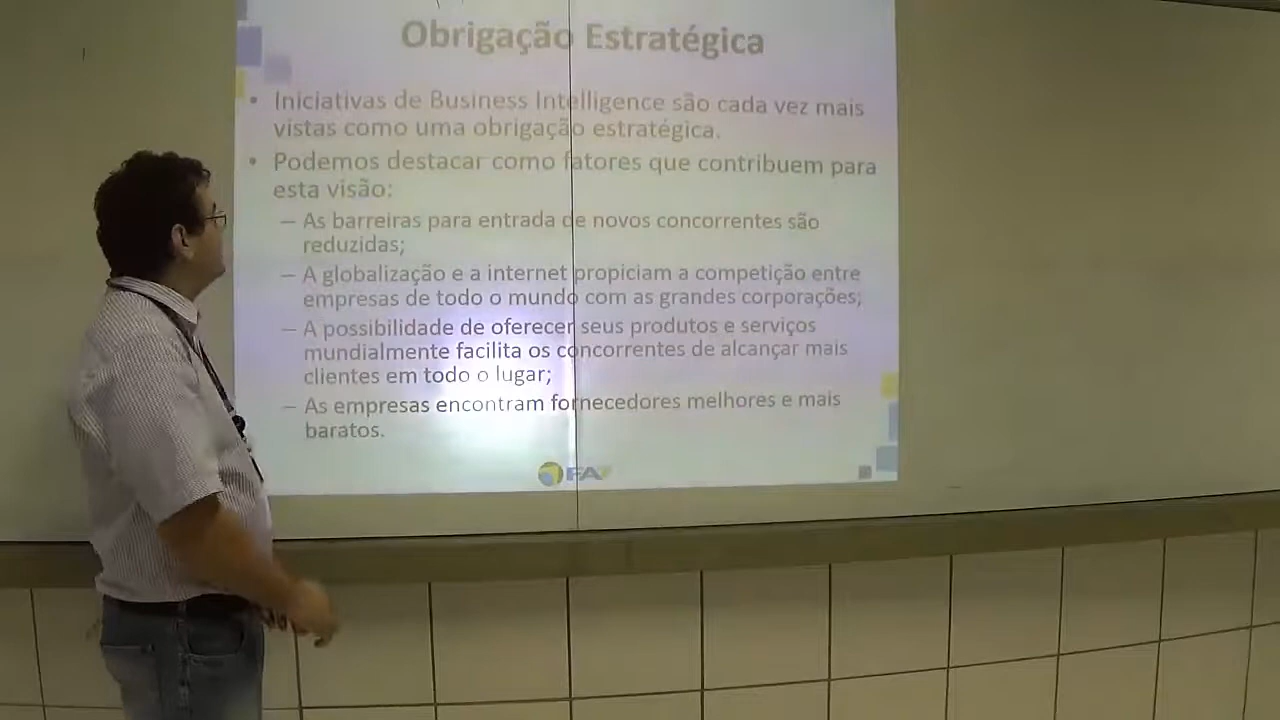 Obrigação Estratégica
• Iniciativas de Business Intelligence são cada vez mais
vistas como uma obrigação estratégica.
• Podemos destacar como fatores que contribuem para
esta visão:
– As barreiras para entrada de novos concorrentes são
reduzidas;
– A globalização e a internet propiciam a competição entre
empresas de todo o mundo com as grandes corporações;
– A possibilidade de oferecer seus produtos e serviços
mundialmente facilita os concorrentes de alcançar mais
clientes em todo o lugar;
– As empresas encontram fornecedores melhores e mais
baratos.
FA7